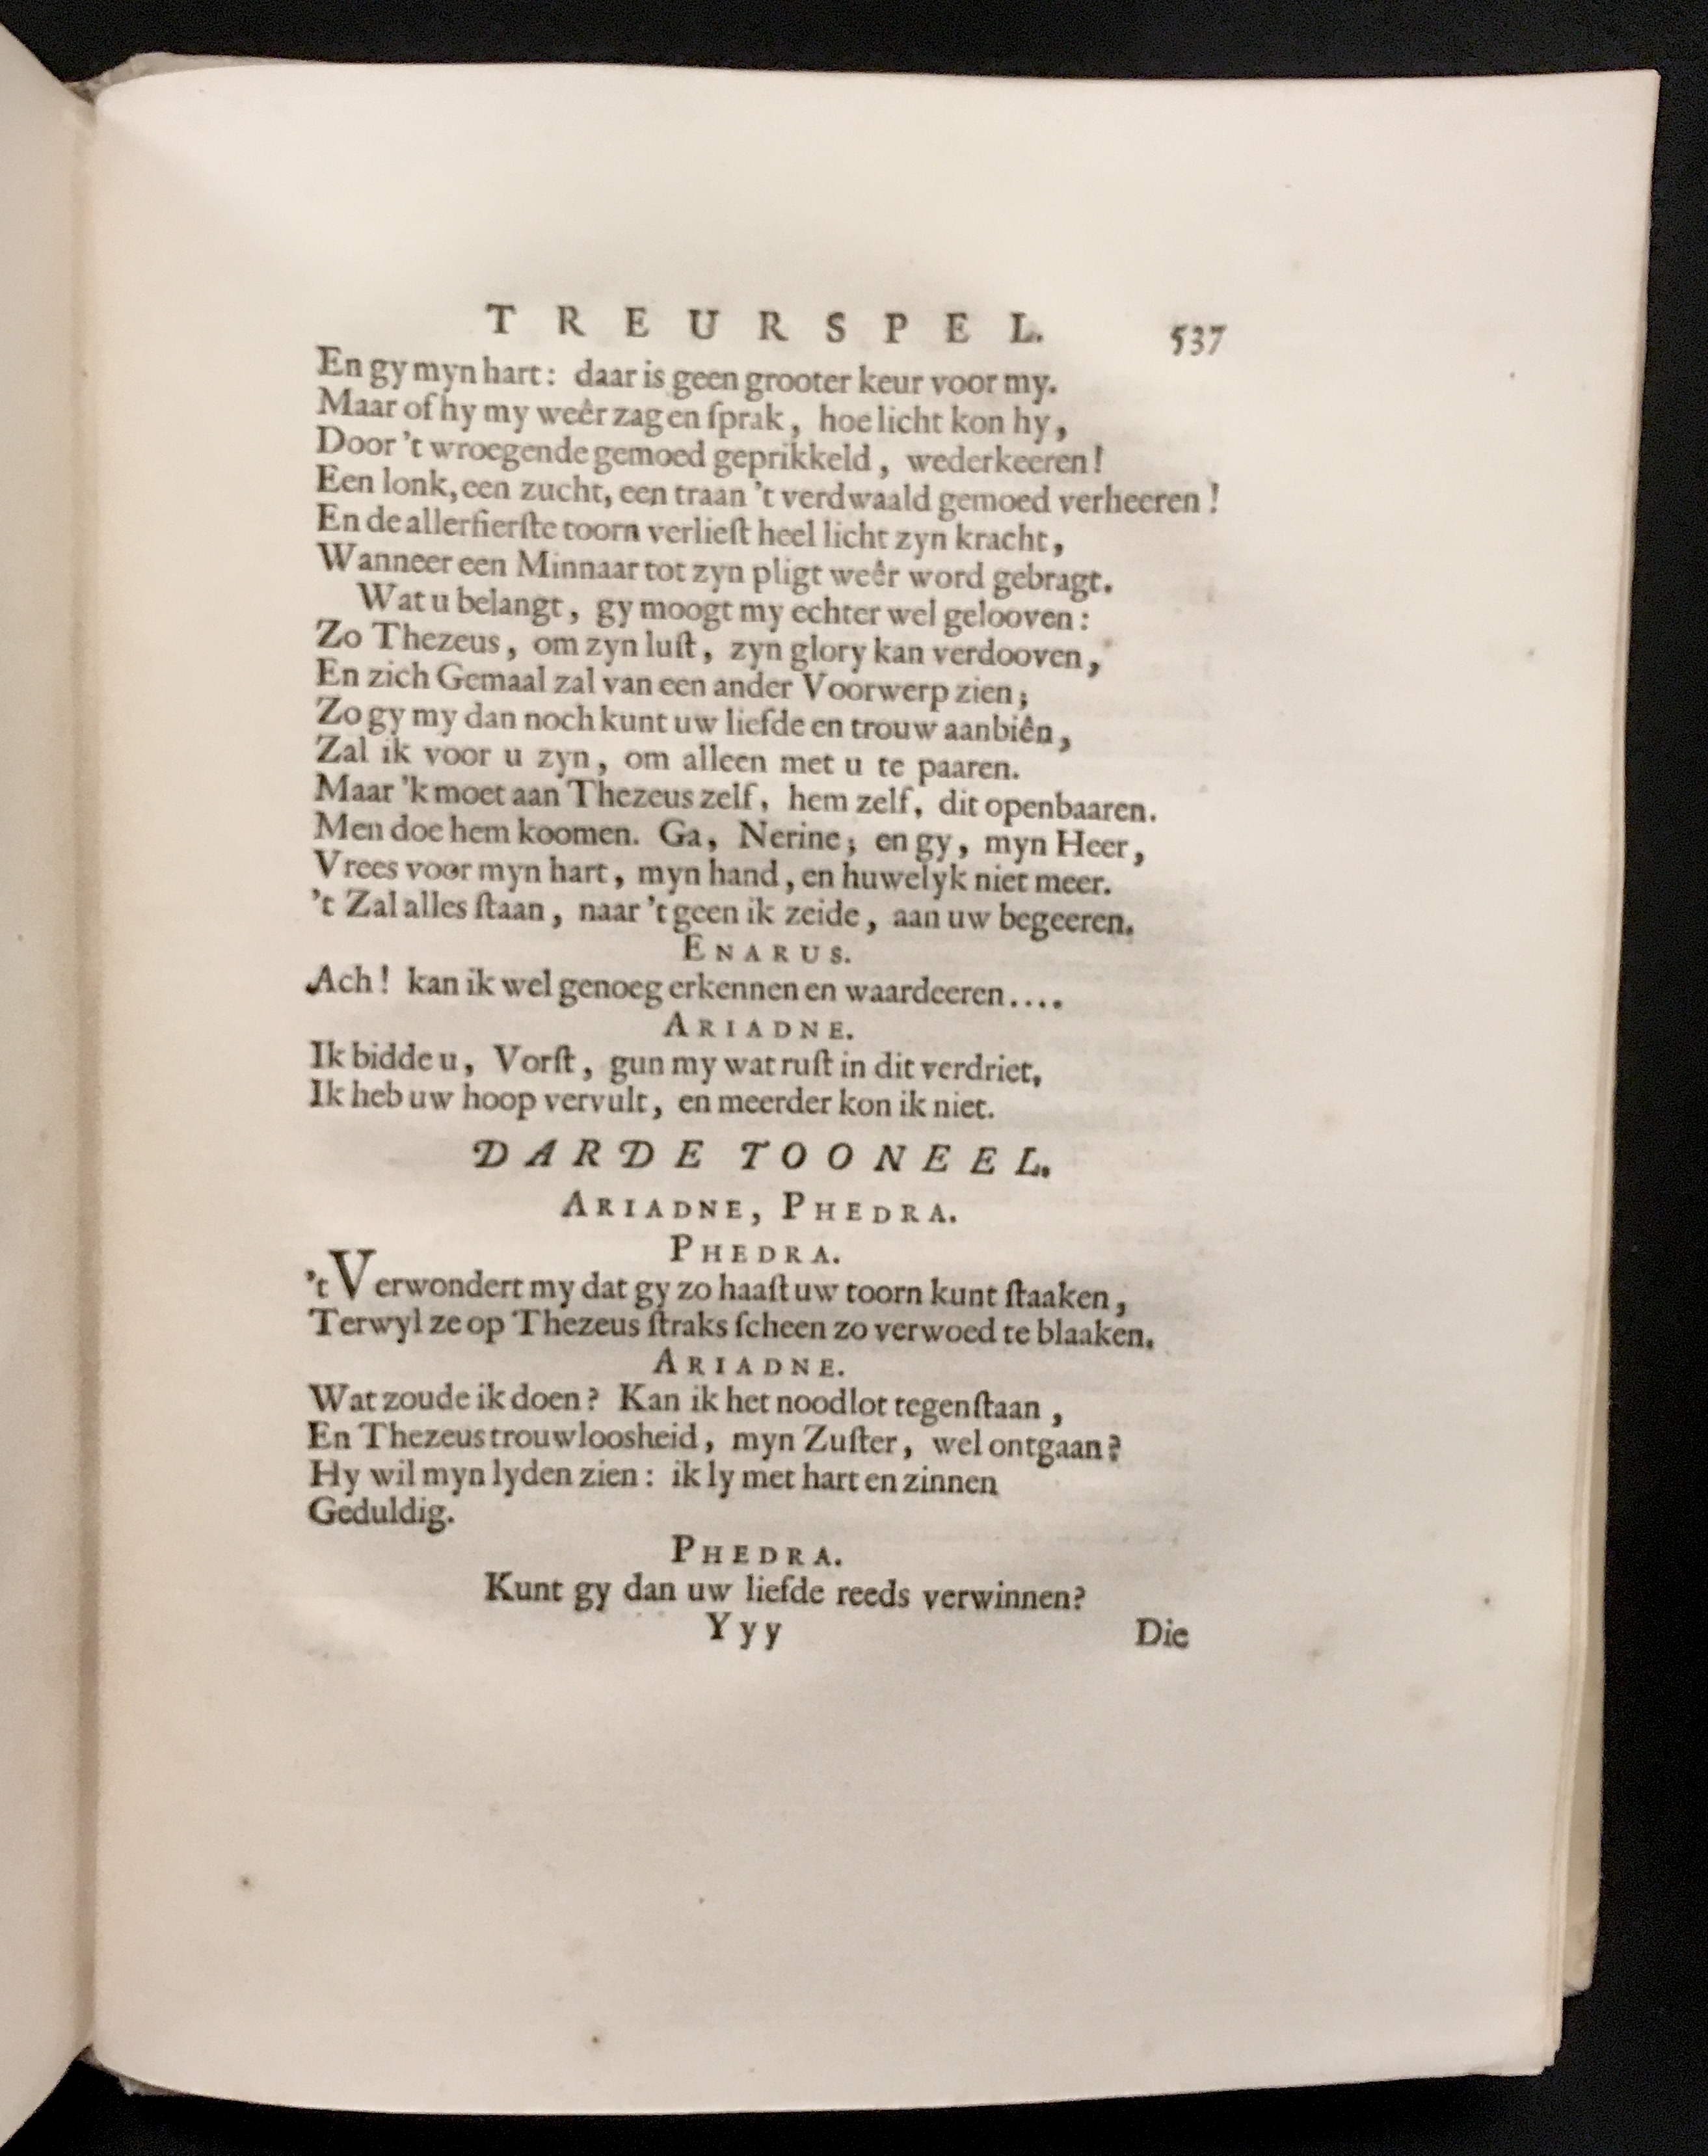 TREURSPEL. 537
En gy myn hart: daar is geen grooter keur voor my.
Maar of hy my weêr zag en ſprak, hoe licht kon hy,
Door 't wroegende gemoed geprikkeld, wederkeeren!
Een lonk, een zucht, een traan 't verdwaald gemoed verheeren!
En de allerfierſte toorn verlieſt heel licht zyn kracht,
Wanneer een Minnaar tot zyn pligt weêr word gebragt.
Wat u belangt, gy moogt my echter wel gelooven:
Zo Thezeus, om zyn luſt, zyn glory kan verdooven,
En zich Gemaal zal van een ander Voorwerp zien;
Zo gy my dan noch kunt uw liefde en trouw aanbiên,
Zal ik voor u zyn, om alleen met u te paaren.
Maar 'k moet aan Thezeus zelf, hem zelf, dit openbaaren.
Men doe hem koomen. Ga, Nerine; en gy, myn Heer,
Vrees voor myn hart, myn hand, en huwelyk niet meer.
't Zal alles ſtaan, naar 't geen ik zeide, aan uw begeeren.
ENARUS.
Ach! kan ik wel genoeg erkennen en waardeeren....
ARIADNE.
Ik bidde u, Vorſt, gun my wat ruſt in dit verdriet,
Ik heb uw hoop vervult, en meerder kon ik niet.
DARDE TOONEEL.
ARIADNE, PHEDRA.
PHEDRA.
't Verwondert my dat gy zo haaſt uw toorn kunt ſtaaken,
Terwyl ze op Thezeus ſtraks ſcheen zo verwoed te blaaken.
ARIADNE.
Wat zoude ik doen? Kan ik het noodlot tegenſtaan,
En Thezeus trouwloosheid, myn Zuſter, wel ontgaan?
Hy wil myn lyden zien: ik ly met hart en zinnen
Geduldig.
PHEDRA.
Kunt gy dan uw liefde reeds verwinnen?
Yyy Die